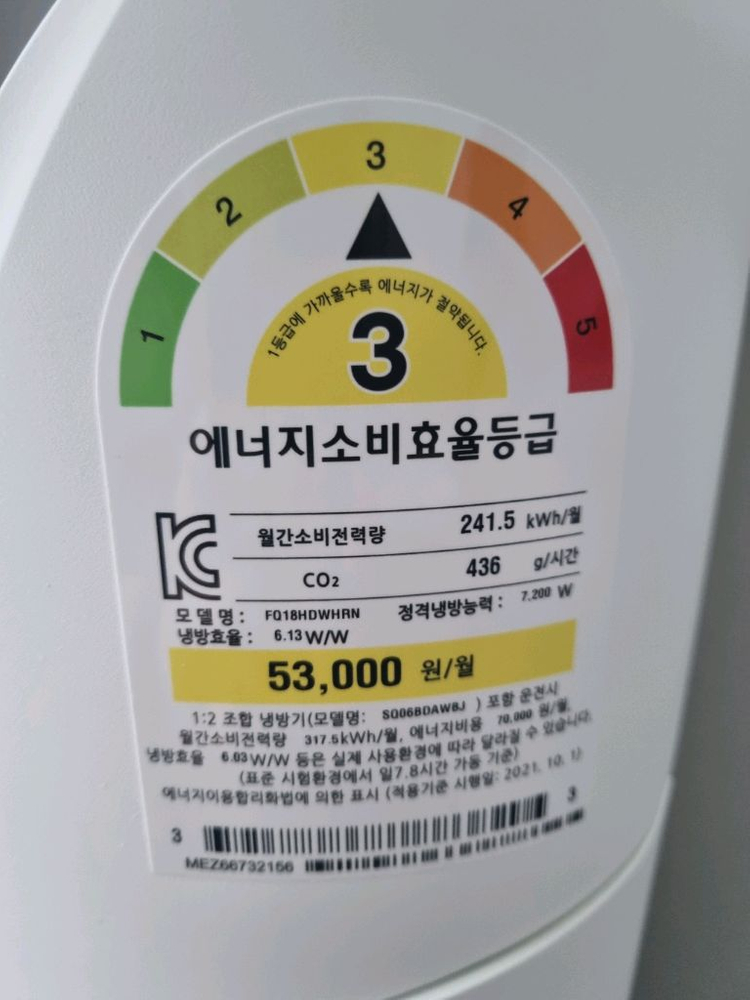 1 2 3 4 5
1등급에 가까울수록 에너지가 절약됩니다.
3
에너지소비효율등급
월간소비전력량 241.5 kWh/월
CO₂ 436 g/시간
모델명: FQ18HDWHRN 정격냉방능력: 7,200 W
냉방효율: 6.13 W/W
53,000 원/월
1:2 조합 냉방기(모델명: SQ06BDAWBJ ) 포함 운전시
월간소비전력량 317.5kWh/월, 에너지비용 70,000 원/월,
냉방효율 6.03W/W 등은 실제 사용환경에 따라 달라질 수 있습니다.
(표준 시험환경에서 일7.8시간 가동 기준)
에너지이용합리화법에 의한 표시 (적용기준 시행일: 2021. 10. 1)
3 3
MEZ66732156